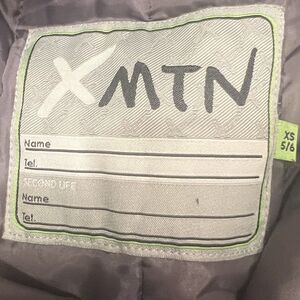 XMTN
Name
Tel.
SECOND LIFE
Name
Tel.
XS
5/6